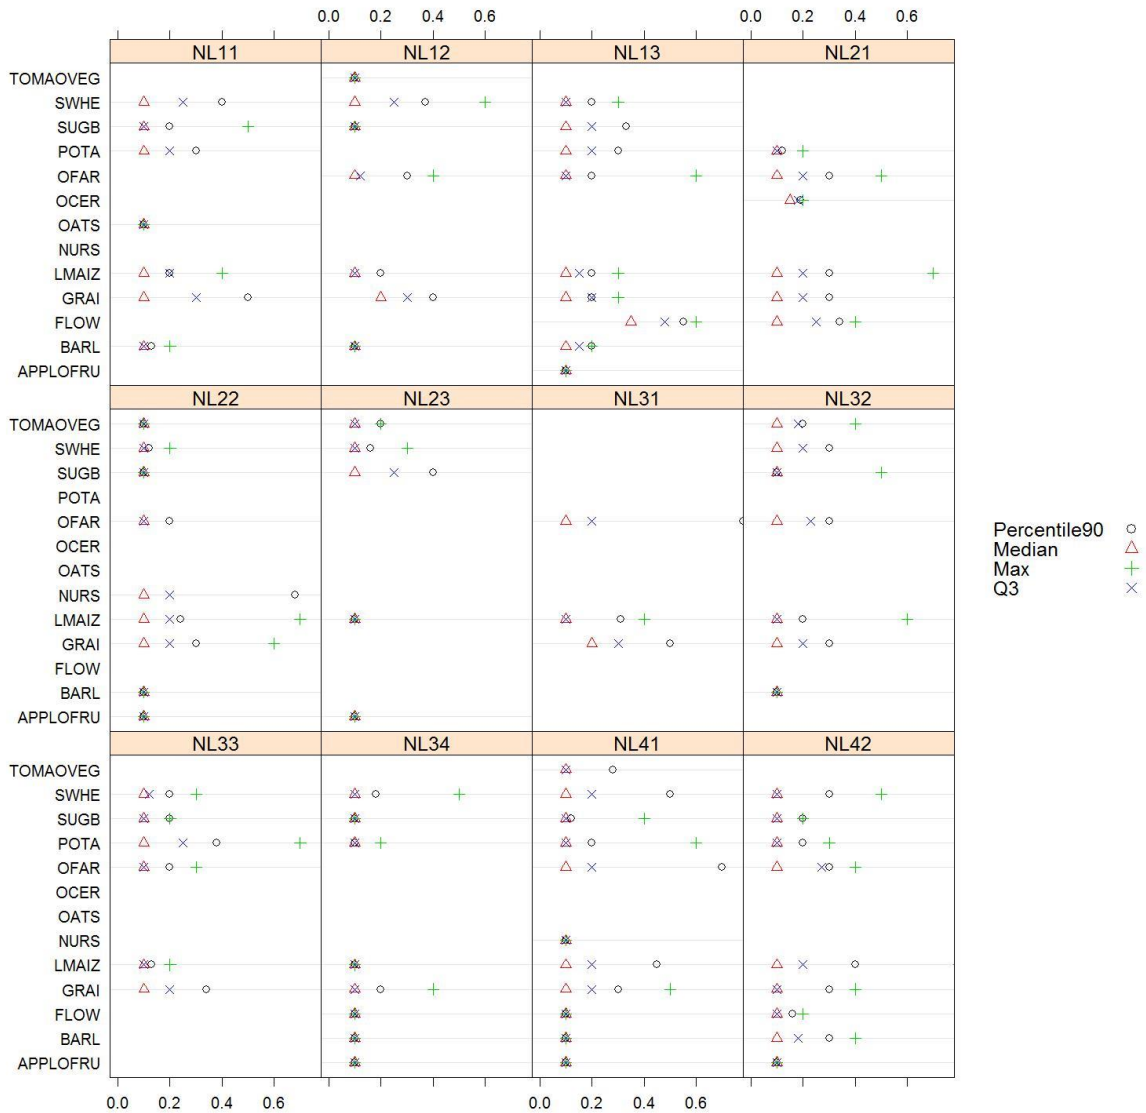 0.0 0.2 0.4 0.6 0.0 0.2 0.4 0.6
NL11 NL12 NL13 NL21
TOMAOVEG
SWHE
SUGB
POTA
OFAR
OCER
OATS
NURS
LMAIZ
GRAI
FLOW
BARL
APPLOFRU
NL22 NL23 NL31 NL32
TOMAOVEG
SWHE
SUGB
POTA
OFAR
OCER
OATS
NURS
LMAIZ
GRAI
FLOW
BARL
APPLOFRU
Percentile90
Median
Max
Q3
NL33 NL34 NL41 NL42
TOMAOVEG
SWHE
SUGB
POTA
OFAR
OCER
OATS
NURS
LMAIZ
GRAI
FLOW
BARL
APPLOFRU
0.0 0.2 0.4 0.6 0.0 0.2 0.4 0.6